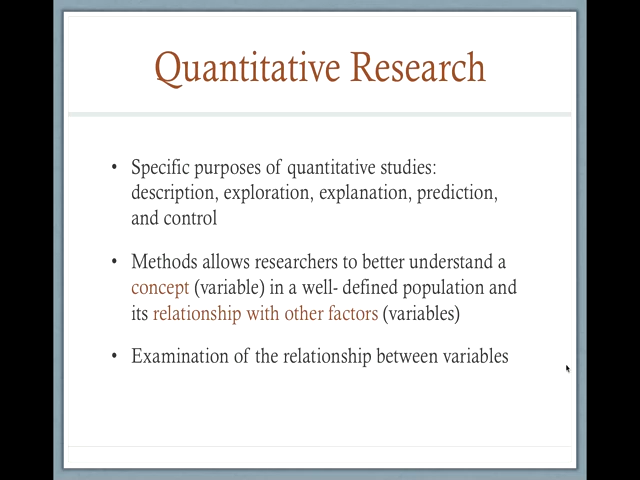 Quantitative Research
• Specific purposes of quantitative studies:
description, exploration, explanation, prediction,
and control
• Methods allows researchers to better understand a
concept (variable) in a well- defined population and
its relationship with other factors (variables)
• Examination of the relationship between variables